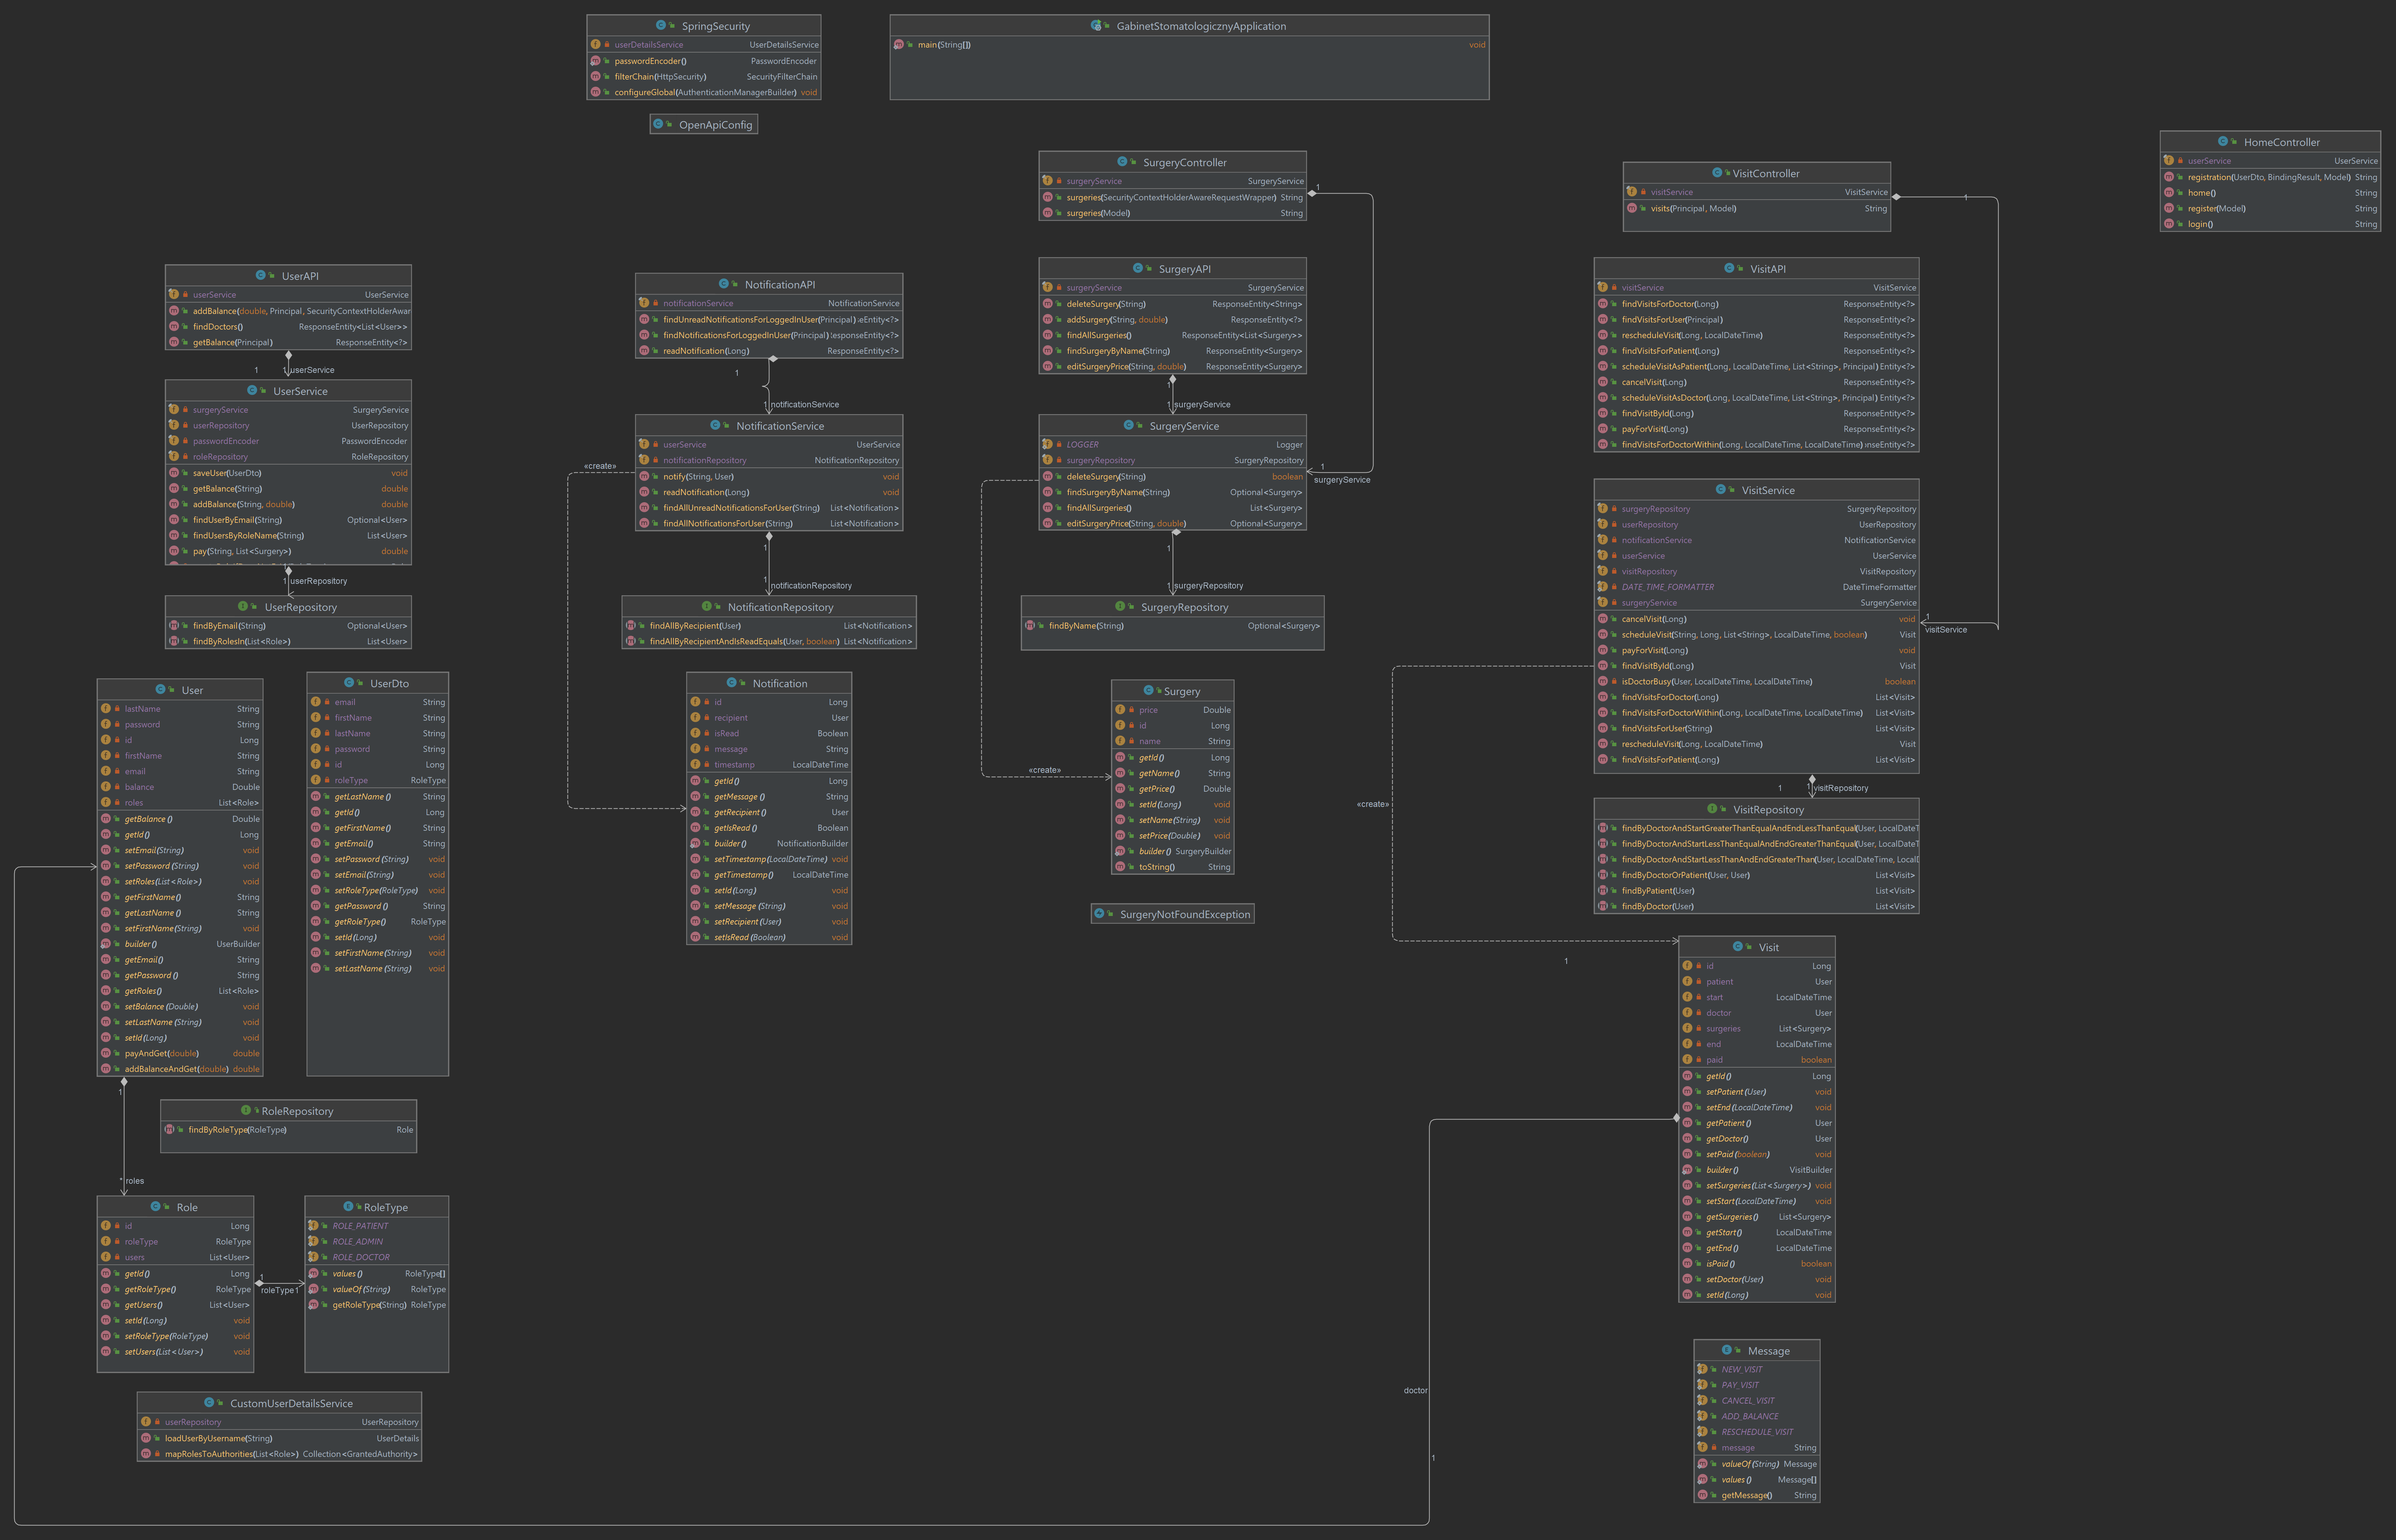 SpringSecurity
userDetailsService UserDetailsService
passwordEncoder() PasswordEncoder
filterChain(HttpSecurity) SecurityFilterChain
configureGlobal(AuthenticationManagerBuilder) void
GabinetStomatologicznyApplication
main(String[]) void
OpenApiConfig
SurgeryController
surgeryService SurgeryService
surgeries(SecurityContextHolderAwareRequestWrapper) String
surgeries(Model) String
1
1
surgeryService
VisitController
visitService VisitService
visits(Principal, Model) String
1
1
visitService
HomeController
userService UserService
registration(UserDto, BindingResult, Model) String
home() String
register(Model) String
login() String
UserAPI
userService UserService
addBalance(double, Principal, SecurityContextHolderAwar
findDoctors() ResponseEntity<List<User>>
getBalance(Principal) ResponseEntity<?>
1
1 userService
UserService
surgeryService SurgeryService
userRepository UserRepository
passwordEncoder PasswordEncoder
roleRepository RoleRepository
saveUser(UserDto) void
getBalance(String) double
addBalance(String, double) double
findUserByEmail(String) Optional<User>
findUsersByRoleName(String) List<User>
pay(String, List<Surgery>) double
1
1 userRepository
UserRepository
findByEmail(String) Optional<User>
findByRolesIn(List<Role>) List<User>
NotificationAPI
notificationService NotificationService
findUnreadNotificationsForLoggedInUser(Principal) :eEntity<?>
findNotificationsForLoggedInUser(Principal) :esponseEntity<?>
readNotification(Long) ResponseEntity<?>
1
1 notificationService
NotificationService
userService UserService
notificationRepository NotificationRepository
notify(String, User) void
readNotification(Long) void
findAllUnreadNotificationsForUser(String) List<Notification>
findAllNotificationsForUser(String) List<Notification>
«create»
1
1 notificationRepository
NotificationRepository
findAllByRecipient(User) List<Notification>
findAllByRecipientAndIsReadEquals(User, boolean) List<Notification>
SurgeryAPI
surgeryService SurgeryService
deleteSurgery(String) ResponseEntity<String>
addSurgery(String, double) ResponseEntity<?>
findAllSurgeries() ResponseEntity<List<Surgery>>
findSurgeryByName(String) ResponseEntity<Surgery>
editSurgeryPrice(String, double) ResponseEntity<Surgery>
1
1 surgeryService
SurgeryService
LOGGER Logger
surgeryRepository SurgeryRepository
deleteSurgery(String) boolean
findSurgeryByName(String) Optional<Surgery>
findAllSurgeries() List<Surgery>
editSurgeryPrice(String, double) Optional<Surgery>
1
1 surgeryRepository
SurgeryRepository
findByName(String) Optional<Surgery>
VisitAPI
visitService VisitService
findVisitsForDoctor(Long) ResponseEntity<?>
findVisitsForUser(Principal) ResponseEntity<?>
rescheduleVisit(Long, LocalDateTime) ResponseEntity<?>
findVisitsForPatient(Long) ResponseEntity<?>
scheduleVisitAsPatient(Long, LocalDateTime, List<String>, Principal) Entity<?>
cancelVisit(Long) ResponseEntity<?>
scheduleVisitAsDoctor(Long, LocalDateTime, List<String>, Principal) Entity<?>
findVisitById(Long) ResponseEntity<?>
payForVisit(Long) ResponseEntity<?>
findVisitsForDoctorWithin(Long, LocalDateTime, LocalDateTime) nseEntity<?>
VisitService
surgeryRepository SurgeryRepository
userRepository UserRepository
notificationService NotificationService
userService UserService
visitRepository VisitRepository
DATE_TIME_FORMATTER DateTimeFormatter
surgeryService SurgeryService
cancelVisit(Long) void
scheduleVisit(String, Long, List<String>, LocalDateTime, boolean) Visit
payForVisit(Long) void
findVisitById(Long) Visit
isDoctorBusy(User, LocalDateTime, LocalDateTime) boolean
findVisitsForDoctor(Long) List<Visit>
findVisitsForDoctorWithin(Long, LocalDateTime, LocalDateTime) List<Visit>
findVisitsForUser(String) List<Visit>
rescheduleVisit(Long, LocalDateTime) Visit
findVisitsForPatient(Long) List<Visit>
1
1 visitRepository
VisitRepository
findByDoctorAndStartGreaterThanEqualAndEndLessThanEqual(User, LocalDateT
findByDoctorAndStartLessThanEqualAndEndGreaterThanEqual(User, LocalDateT
findByDoctorAndStartLessThanAndEndGreaterThan(User, LocalDateTime, Local
findByDoctorOrPatient(User, User) List<Visit>
findByPatient(User) List<Visit>
findByDoctor(User) List<Visit>
User
lastName String
password String
id Long
firstName String
email String
balance Double
roles List<Role>
getBalance() Double
getId() Long
setEmail(String) void
setPassword(String) void
setRoles(List<Role>) void
getFirstName() String
getLastName() String
setFirstName(String) void
builder() UserBuilder
getEmail() String
getPassword() String
getRoles() List<Role>
setBalance(Double) void
setLastName(String) void
setId(Long) void
payAndGet(double) double
addBalanceAndGet(double) double
1
* roles
UserDto
email String
firstName String
lastName String
password String
id Long
roleType RoleType
getLastName() String
getId() Long
getFirstName() String
getEmail() String
setPassword(String) void
setEmail(String) void
setRoleType(RoleType) void
getPassword() String
getRoleType() RoleType
setId(Long) void
setFirstName(String) void
setLastName(String) void
Notification
id Long
recipient User
isRead Boolean
message String
timestamp LocalDateTime
getId() Long
getMessage() String
getRecipient() User
getIsRead() Boolean
builder() NotificationBuilder
setTimestamp(LocalDateTime) void
getTimestamp() LocalDateTime
setId(Long) void
setMessage(String) void
setRecipient(User) void
setIsRead(Boolean) void
«create»
Surgery
price Double
id Long
name String
getId() Long
getName() String
getPrice() Double
setId(Long) void
setName(String) void
setPrice(Double) void
builder() SurgeryBuilder
toString() String
SurgeryNotFoundException
«create»
1
Visit
id Long
patient User
start LocalDateTime
doctor User
surgeries List<Surgery>
end LocalDateTime
paid boolean
getId() Long
setPatient(User) void
setEnd(LocalDateTime) void
getPatient() User
getDoctor() User
setPaid(boolean) void
builder() VisitBuilder
setSurgeries(List<Surgery>) void
setStart(LocalDateTime) void
getSurgeries() List<Surgery>
getStart() LocalDateTime
getEnd() LocalDateTime
isPaid() boolean
setDoctor(User) void
setId(Long) void
RoleRepository
findByRoleType(RoleType) Role
Role
id Long
roleType RoleType
users List<User>
getId() Long
getRoleType() RoleType
getUsers() List<User>
setId(Long) void
setRoleType(RoleType) void
setUsers(List<User>) void
1
roleType1
RoleType
ROLE_PATIENT
ROLE_ADMIN
ROLE_DOCTOR
values() RoleType[]
valueOf(String) RoleType
getRoleType(String) RoleType
CustomUserDetailsService
userRepository UserRepository
loadUserByUsername(String) UserDetails
mapRolesToAuthorities(List<Role>) Collection<GrantedAuthority>
doctor
1
Message
NEW_VISIT
PAY_VISIT
CANCEL_VISIT
ADD_BALANCE
RESCHEDULE_VISIT
message String
valueOf(String) Message
values() Message[]
getMessage() String